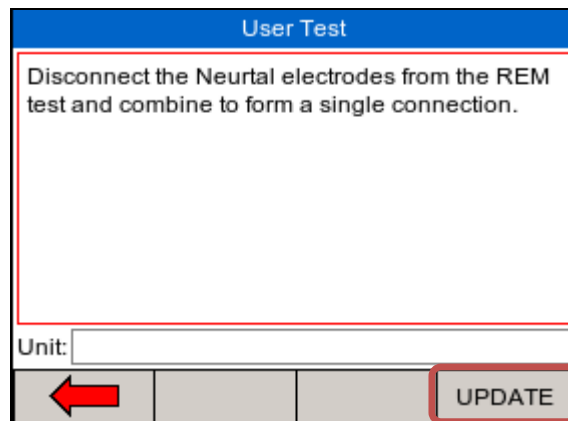 User Test
Disconnect the Neurtal electrodes from the REM
test and combine to form a single connection.
Unit:
UPDATE